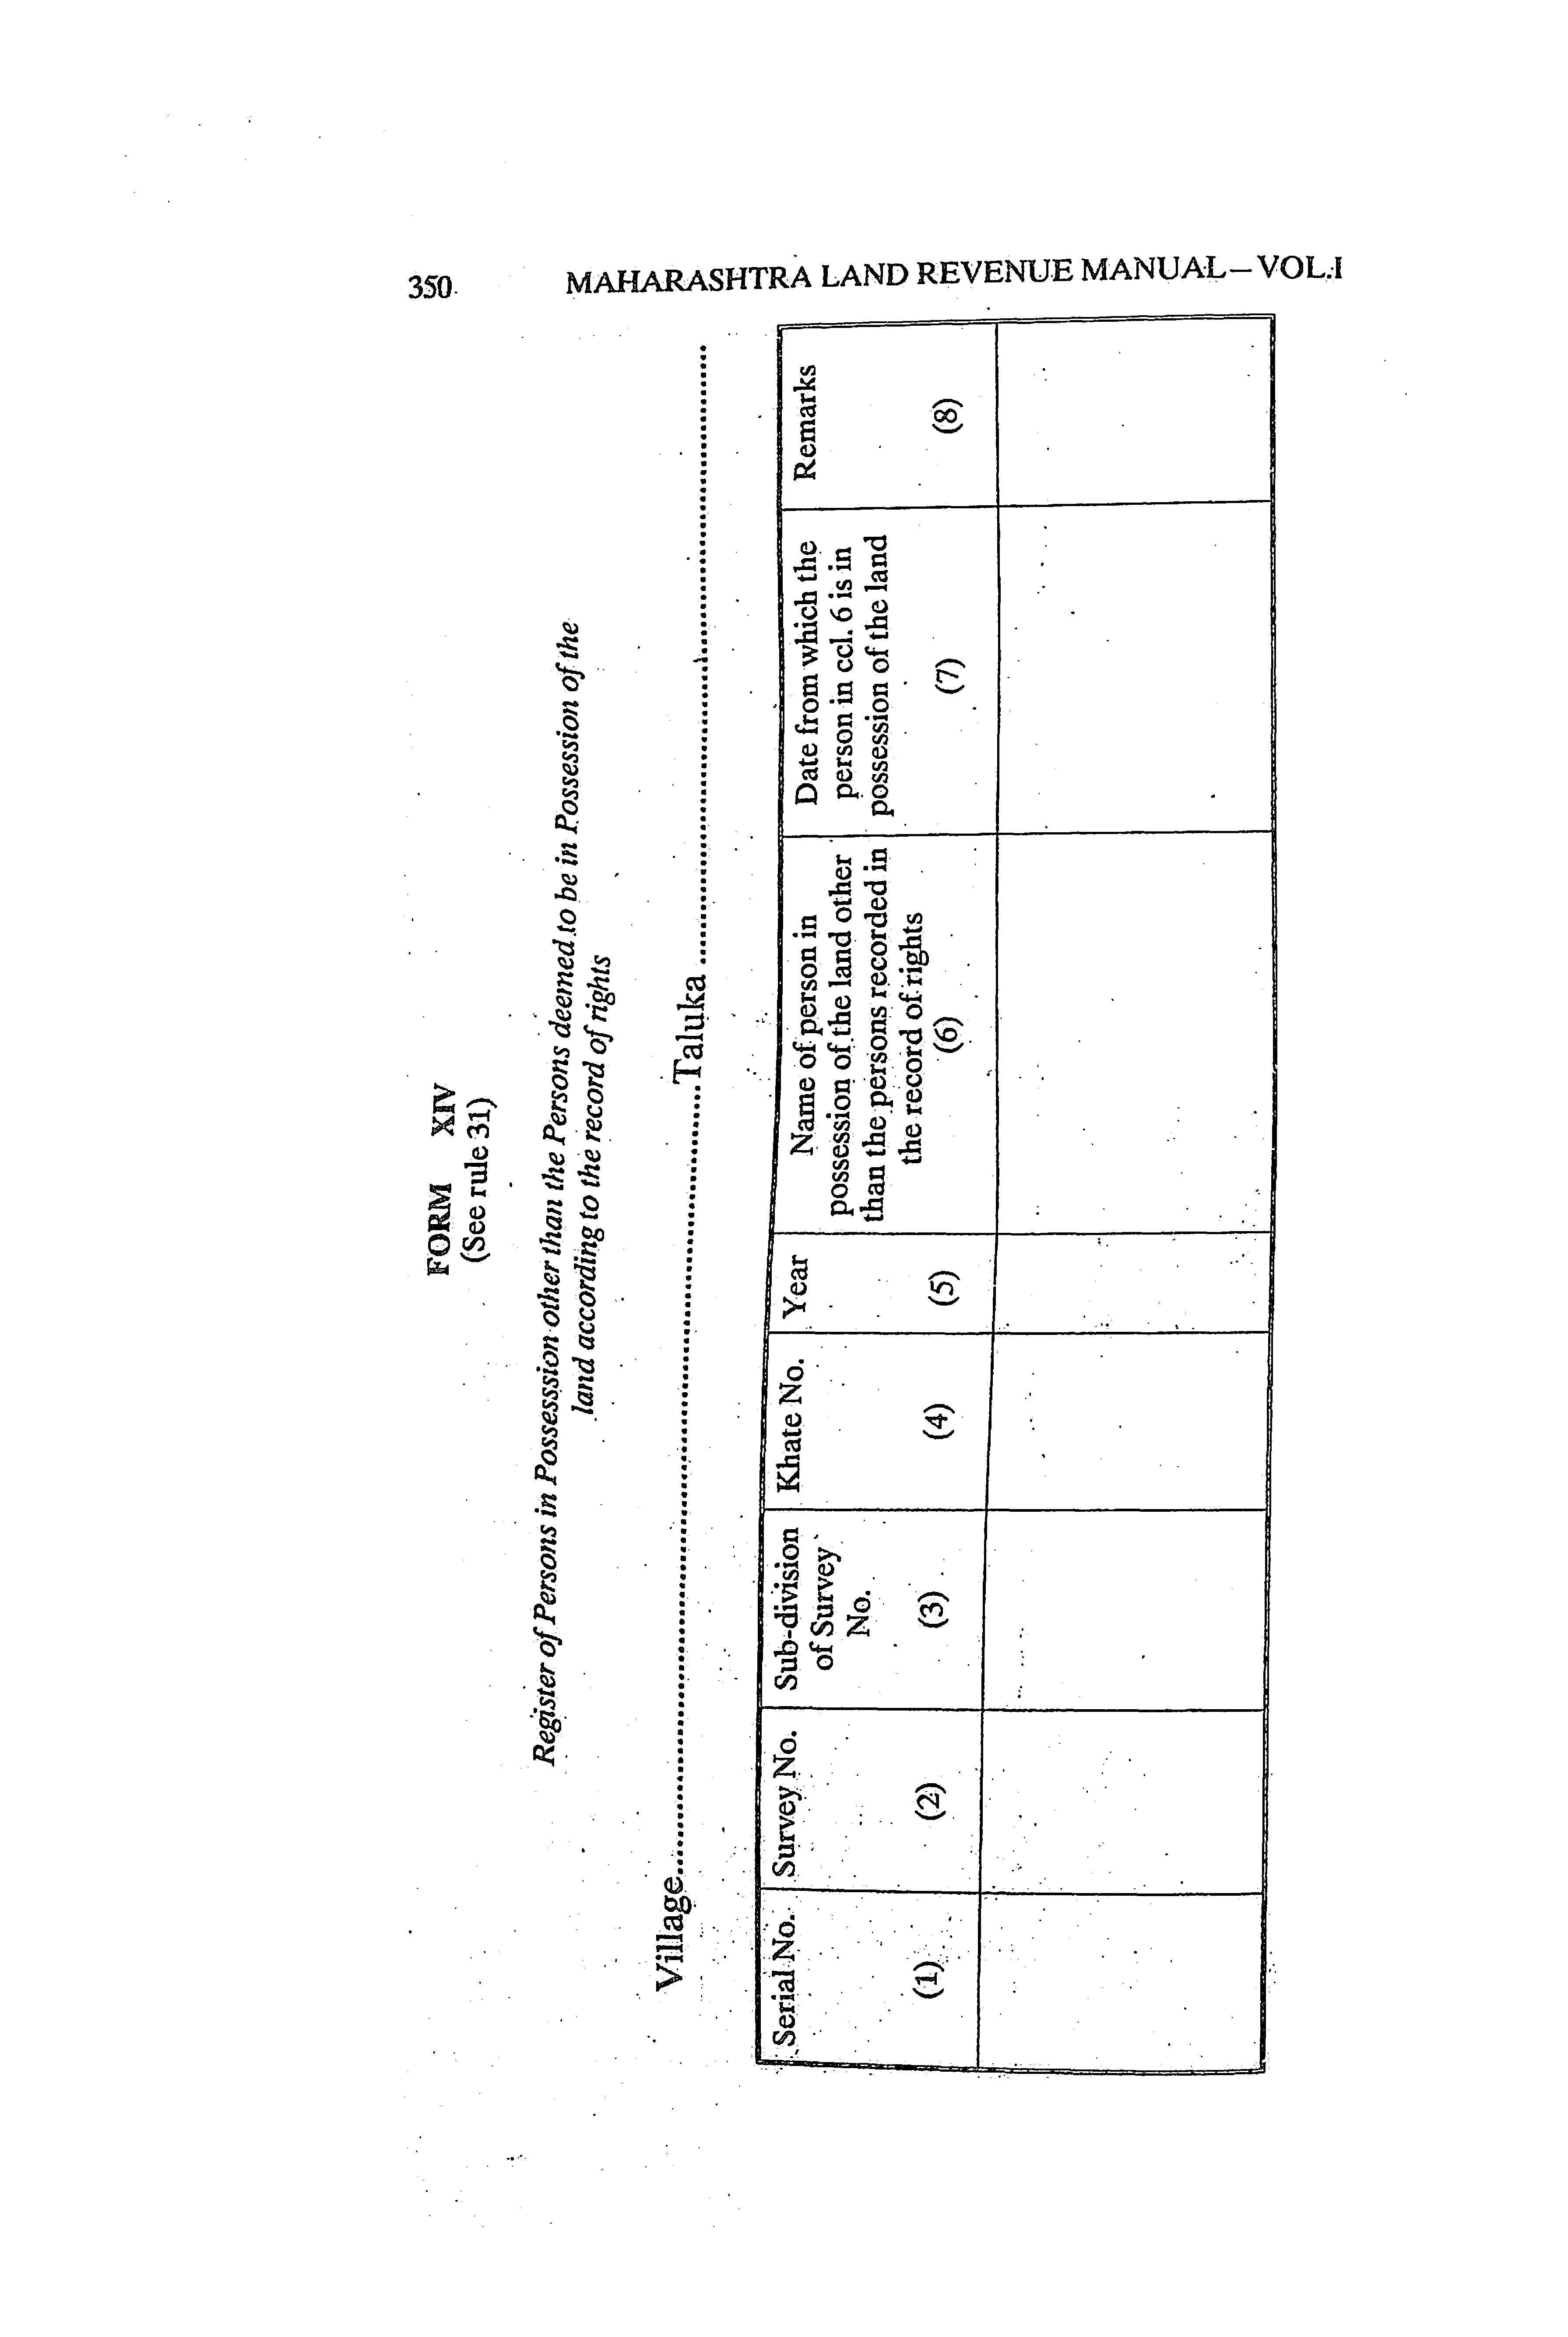 350
MAHARASHTRA LAND REVENUE MANUAL—VOL.I
FORM XIV
(See rule 31)
Register of Persons in Possession other than the Persons deemed to be in Possession of the
land according to the record of rights
Village..........Taluka..........
Serial No.
(1)
Survey No.
(2)
Sub-division
of Survey
No.
(3)
Khate No.
(4)
Year
(5)
Name of person in
possession of the land other
than the persons recorded in
the record of rights
(6)
Date from which the
person in ccl. 6 is in
possession of the land
(7)
Remarks
(8)